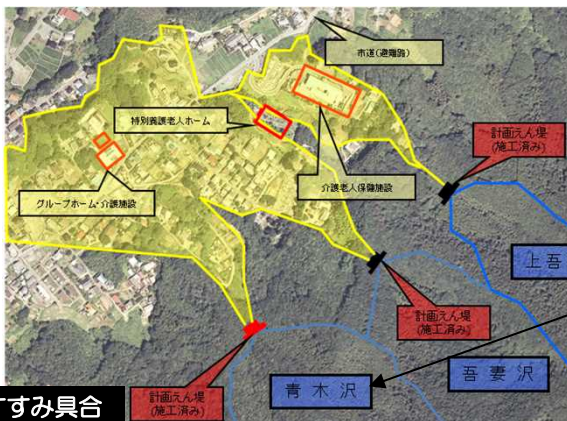 市道(避難路)
特別養護老人ホーム
計画えん堤
(施工済み)
グループホーム・介護施設
介護老人保健施設
上吾
計画えん堤
(施工済み)
吾妻沢
青木沢
計画えん堤
(施工済み)
すすみ具合